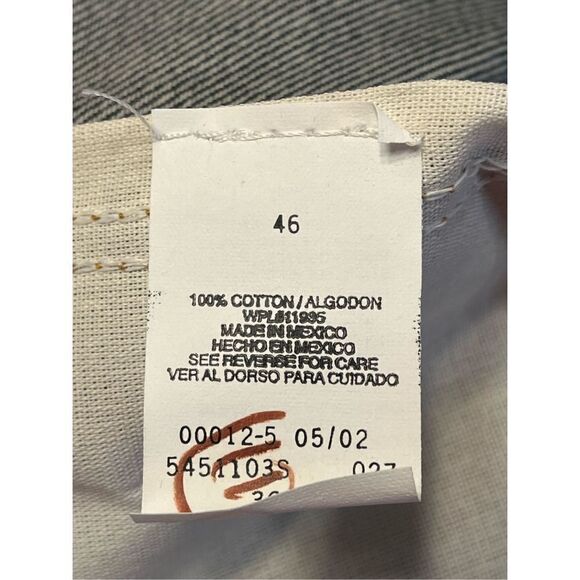 46
100% COTTON / ALGODON
WPL#11995
MADE IN MEXICO
HECHO EN MEXICO
SEE REVERSE FOR CARE
VER AL DORSO PARA CUIDADO
00012-5 05/02
5451103S 027